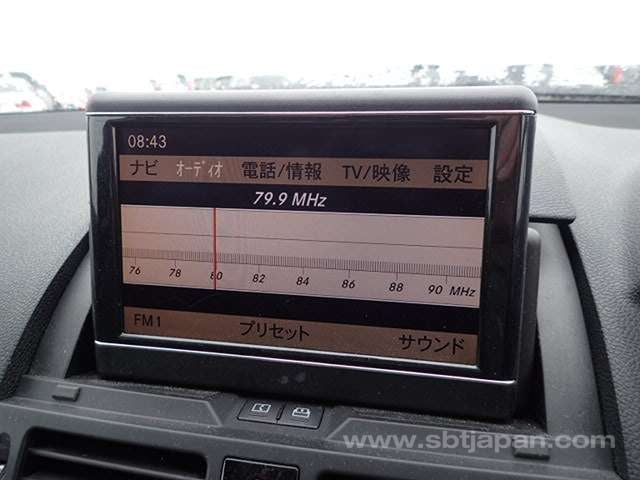 08:43
ナビ オーディオ 電話/情報 TV/映像 設定
79.9 MHz
76 78 80 82 84 86 88 90 MHz
FM1 プリセット サウンド
www.sbtjapan.com